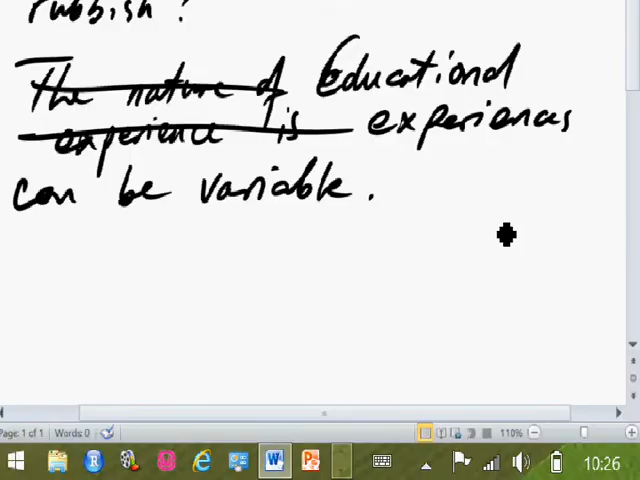 rubbish?
The nature of Educational
experience is experiences
can be variable.
Page: 1 of 1 Words: 0 110%
10:26